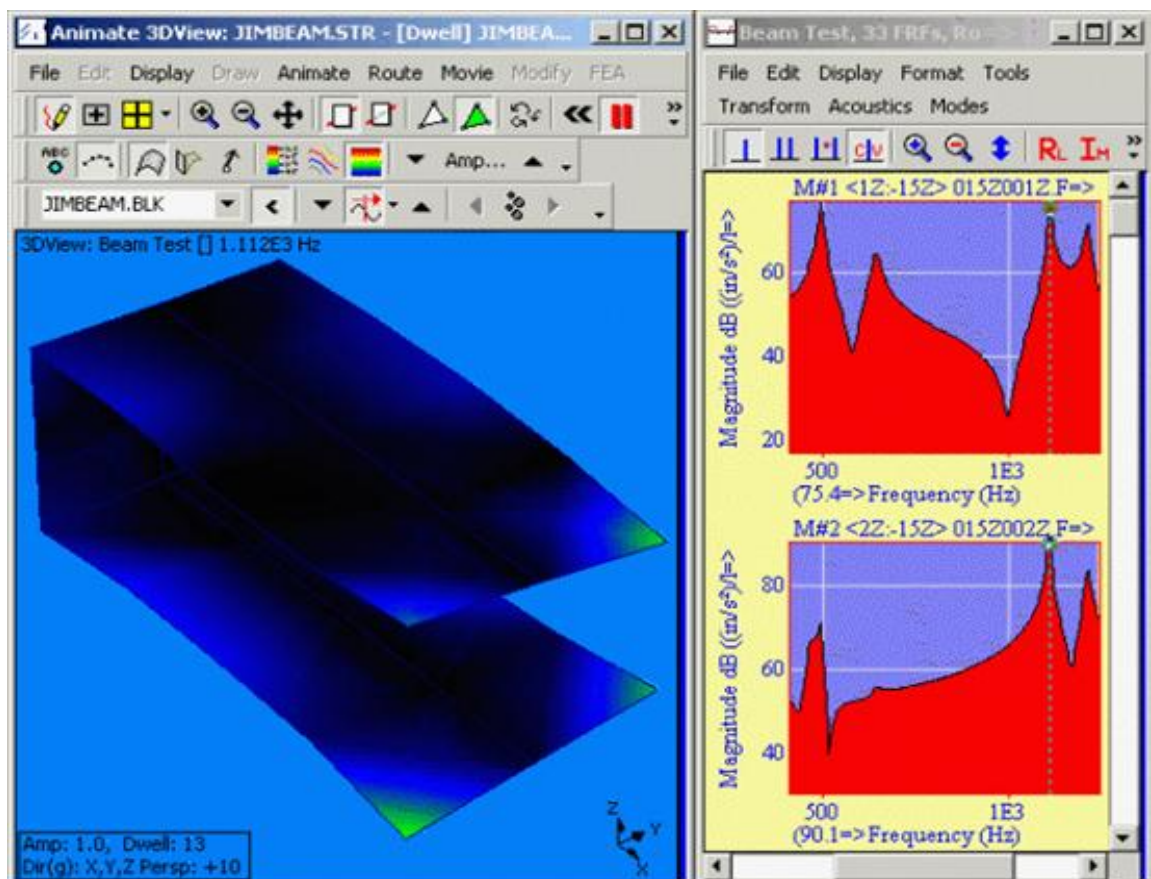 Animate 3DView: JIMBEAM.STR - [Dwell] JIMBEA...
File Edit Display Draw Animate Route Movie Modify FEA
ABC
Amp...
JIMBEAM.BLK
3DView: Beam Test [] 1.112E3 Hz
Z
Y
X
Amp: 1.0, Dwell: 13
Dir(g): X,Y,Z Persp: +10
Beam Test, 33 FRFs, Ro=>
File Edit Display Format Tools
Transform Acoustics Modes
C|V RL IM
M#1 <1Z:-15Z> 015Z001Z F=>
Magnitude dB ((in/s²)/l=>
60
40
20
500 1E3
(75.4=>Frequency (Hz)
M#2 <2Z:-15Z> 015Z002Z F=>
Magnitude dB ((in/s²)/l=>
80
60
40
500 1E3
(90.1=>Frequency (Hz)